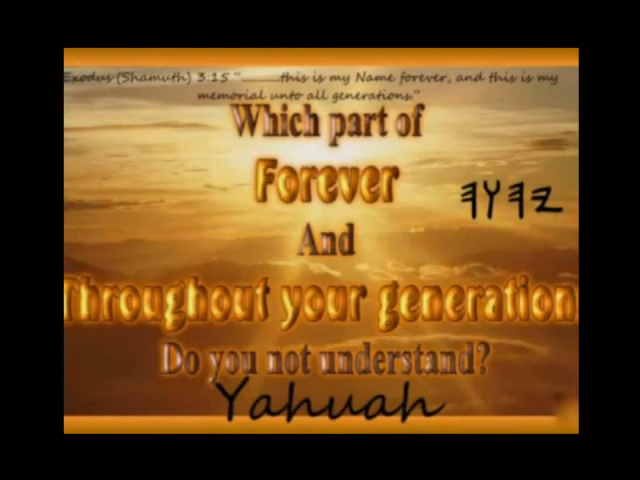 Exodus (Shamuth) 3:15 "..........this is my Name forever, and this is my
memorial unto all generations."
Which part of
Forever
𐤉𐤄𐤅𐤄
And
Throughout your generation
Do you not understand?
Yahuah